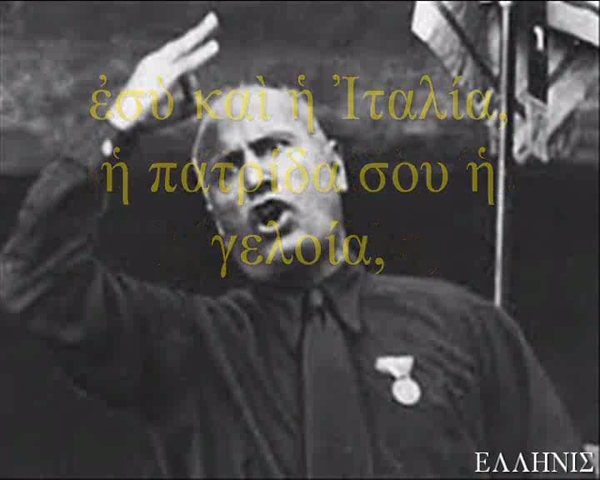 ἐσὺ καὶ ἡ Ἰταλία,
ἡ πατρίδα σου ἡ
γελοία,
ΕΛΛΗΝΙΣ